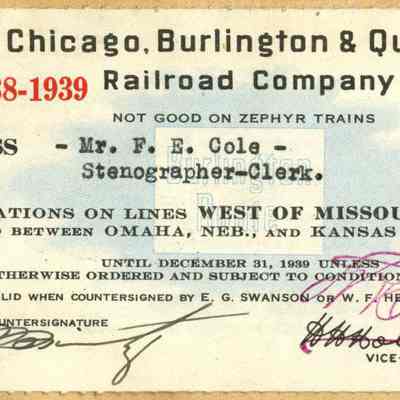 Chicago, Burlington & Qu
38-1939 Railroad Company
NOT GOOD ON ZEPHYR TRAINS
SS - Mr. F. E. Cole -
Stenographer-Clerk.
Burlington
Route
ATIONS ON LINES WEST OF MISSOU
D BETWEEN OMAHA, NEB., AND KANSAS
UNTIL DECEMBER 31, 1939 UNLESS
THERWISE ORDERED AND SUBJECT TO CONDITION
LID WHEN COUNTERSIGNED BY E. G. SWANSON OR W. F. HE
UNTERSIGNATURE
VICE-